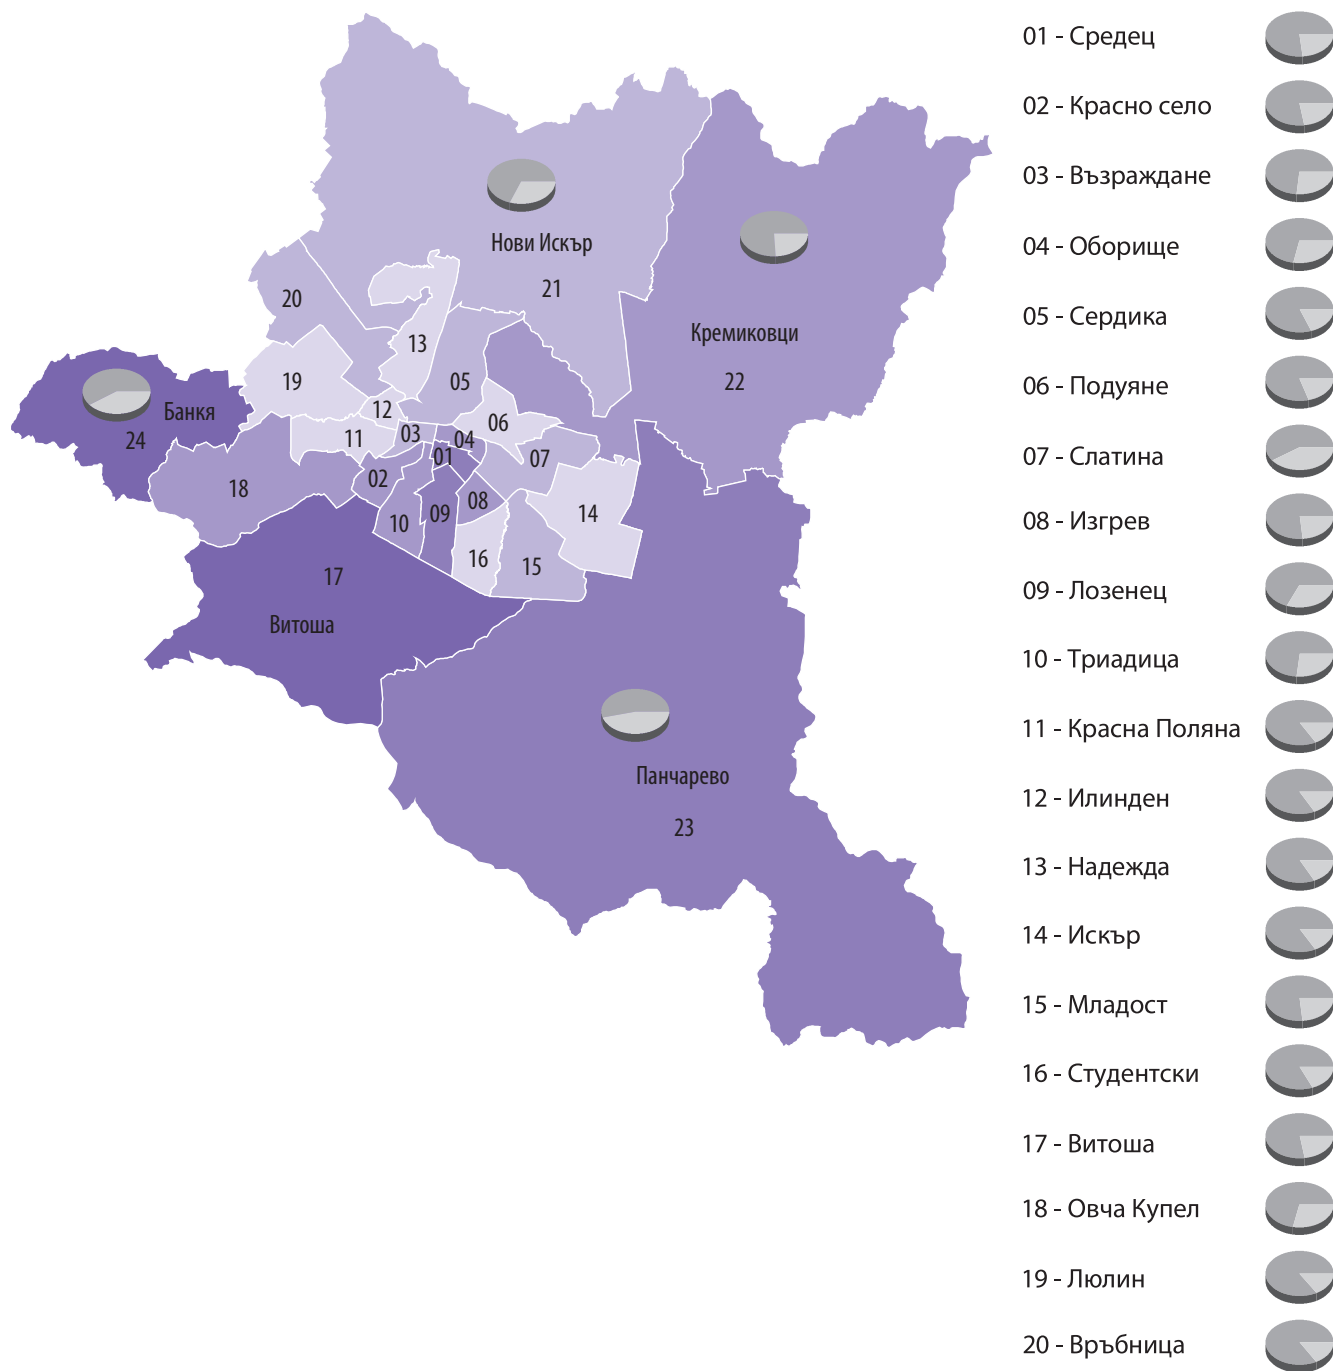 Нови Искър
21
Кремиковци
22
20
13
19
05
12
Банкя
24
11
03
06
04
01
07
18
02
08
10
09
14
16
15
17
Витоша
Панчарево
23
01 - Средец
02 - Красно село
03 - Възраждане
04 - Оборище
05 - Сердика
06 - Подуяне
07 - Слатина
08 - Изгрев
09 - Лозенец
10 - Триадица
11 - Красна Поляна
12 - Илинден
13 - Надежда
14 - Искър
15 - Младост
16 - Студентски
17 - Витоша
18 - Овча Купел
19 - Люлин
20 - Връбница